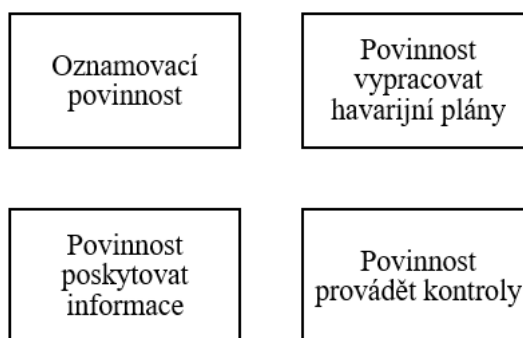 Oznamovací
povinnost
Povinnost
vypracovat
havarijní plány
Povinnost
poskytovat
informace
Povinnost
provádět kontroly